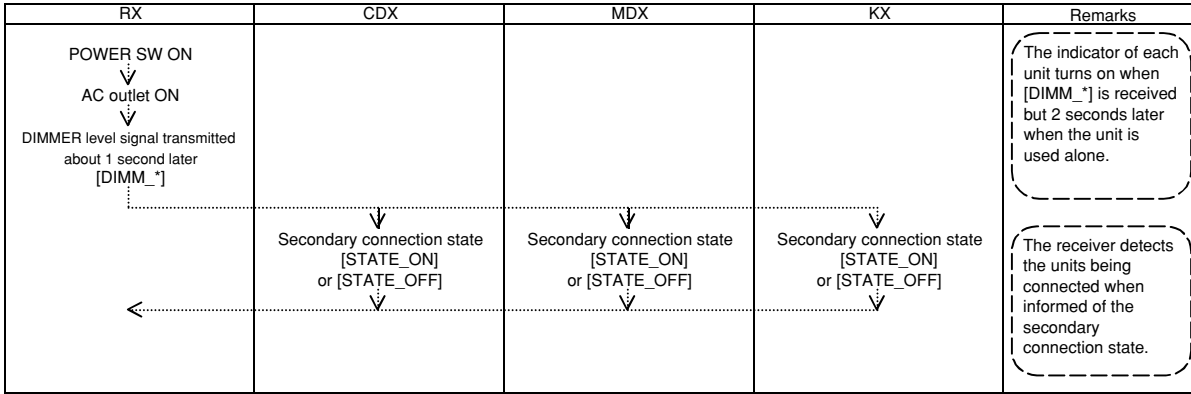 RX
CDX
MDX
KX
Remarks
POWER SW ON
AC outlet ON
DIMMER level signal transmitted
about 1 second later
[DIMM_*]
The indicator of each
unit turns on when
[DIMM_*] is received
but 2 seconds later
when the unit is
used alone.
Secondary connection state
[STATE_ON]
or [STATE_OFF]
Secondary connection state
[STATE_ON]
or [STATE_OFF]
Secondary connection state
[STATE_ON]
or [STATE_OFF]
The receiver detects
the units being
connected when
informed of the
secondary
connection state.